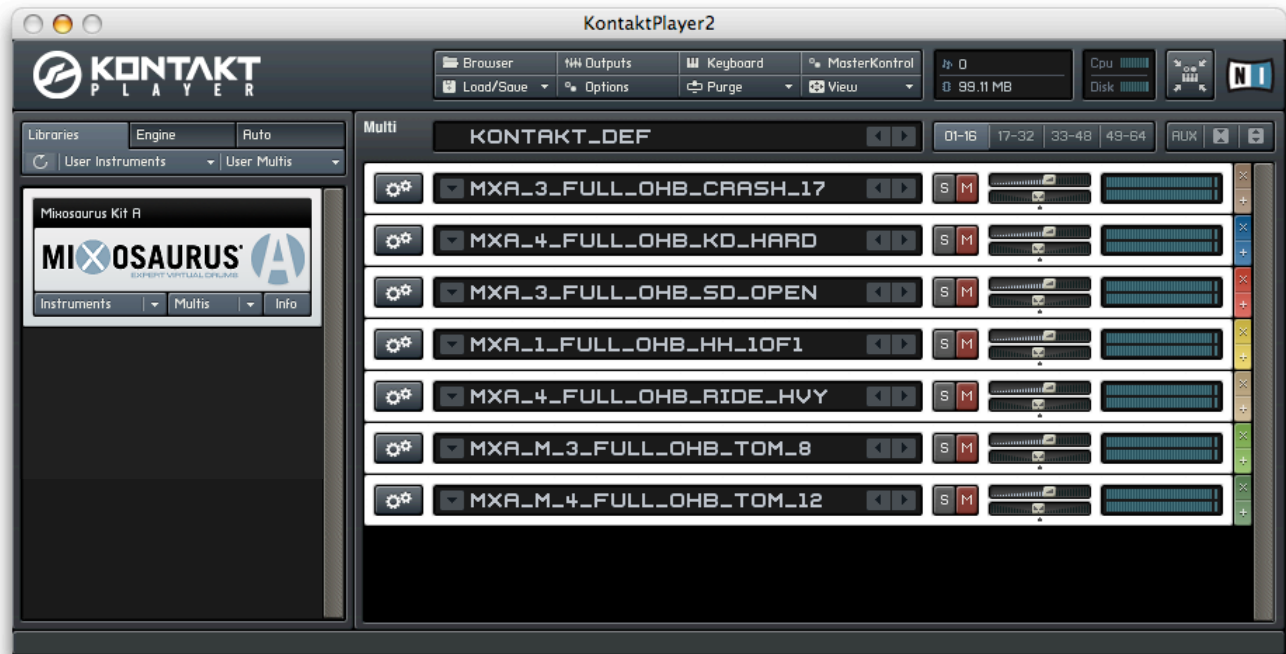 KontaktPlayer2
KONTAKT
PLAYER
Browser Outputs Keyboard MasterKontrol
Load/Save Options Purge View
0
99.11 MB
Cpu
Disk
NI
Libraries Engine Auto
User Instruments User Multis
Mixosaurus Kit A
MIXOSAURUS A
EXPERT VIRTUAL DRUMS
Instruments Multis Info
Multi KONTAKT_DEF 01-16 17-32 33-48 49-64 AUX
MXA_3_FULL_OHB_CRASH_17 S M
MXA_4_FULL_OHB_KD_HARD S M
MXA_3_FULL_OHB_SD_OPEN S M
MXA_1_FULL_OHB_HH_1OF1 S M
MXA_4_FULL_OHB_RIDE_HVY S M
MXA_M_3_FULL_OHB_TOM_8 S M
MXA_M_4_FULL_OHB_TOM_12 S M